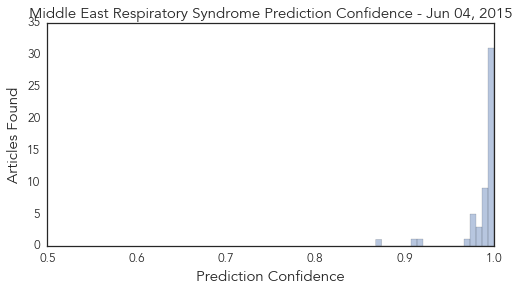 Middle East Respiratory Syndrome Prediction Confidence - Jun 04, 2015
35
30
25
20
15
10
5
0
Articles Found
0.5 0.6 0.7 0.8 0.9 1.0
Prediction Confidence